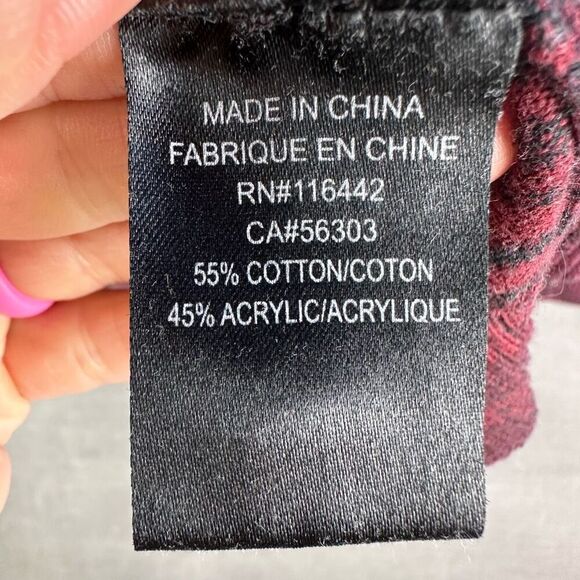 MADE IN CHINA
FABRIQUE EN CHINE
RN#116442
CA#56303
55% COTTON/COTON
45% ACRYLIC/ACRYLIQUE